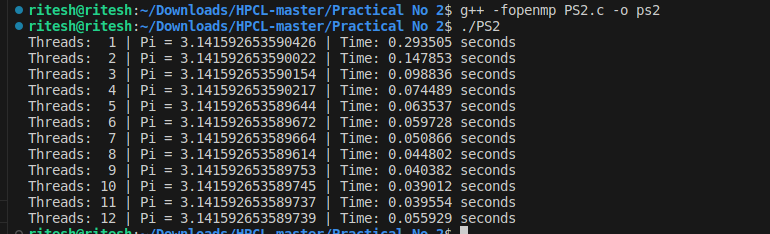 ritesh@ritesh:~/Downloads/HPCL-master/Practical No 2$ g++ -fopenmp PS2.c -o ps2
ritesh@ritesh:~/Downloads/HPCL-master/Practical No 2$ ./PS2
Threads:  1 | Pi = 3.141592653590426 | Time: 0.293505 seconds
Threads:  2 | Pi = 3.141592653590022 | Time: 0.147853 seconds
Threads:  3 | Pi = 3.141592653590154 | Time: 0.098836 seconds
Threads:  4 | Pi = 3.141592653590217 | Time: 0.074489 seconds
Threads:  5 | Pi = 3.141592653589644 | Time: 0.063537 seconds
Threads:  6 | Pi = 3.141592653589672 | Time: 0.059728 seconds
Threads:  7 | Pi = 3.141592653589664 | Time: 0.050866 seconds
Threads:  8 | Pi = 3.141592653589614 | Time: 0.044802 seconds
Threads:  9 | Pi = 3.141592653589753 | Time: 0.040382 seconds
Threads: 10 | Pi = 3.141592653589745 | Time: 0.039012 seconds
Threads: 11 | Pi = 3.141592653589737 | Time: 0.039554 seconds
Threads: 12 | Pi = 3.141592653589739 | Time: 0.055929 seconds
ritesh@ritesh:~/Downloads/HPCL-master/Practical No 2$